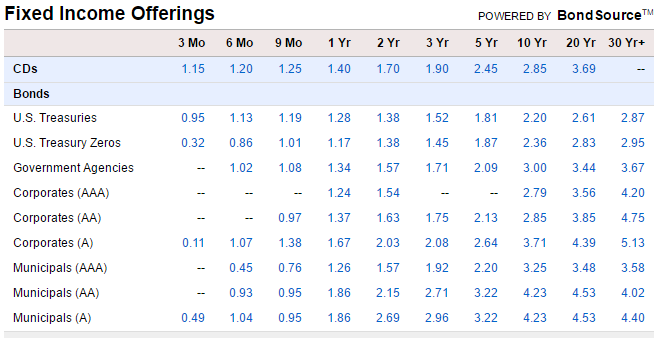 Fixed Income Offerings POWERED BY BondSource™
3 Mo 6 Mo 9 Mo 1 Yr 2 Yr 3 Yr 5 Yr 10 Yr 20 Yr 30 Yr+
CDs 1.15 1.20 1.25 1.40 1.70 1.90 2.45 2.85 3.69 --
Bonds
U.S. Treasuries 0.95 1.13 1.19 1.28 1.38 1.52 1.81 2.20 2.61 2.87
U.S. Treasury Zeros 0.32 0.86 1.01 1.17 1.38 1.45 1.87 2.36 2.83 2.95
Government Agencies -- 1.02 1.08 1.34 1.57 1.71 2.09 3.00 3.44 3.67
Corporates (AAA) -- -- -- 1.24 1.54 -- -- 2.79 3.56 4.20
Corporates (AA) -- -- 0.97 1.37 1.63 1.75 2.13 2.85 3.85 4.75
Corporates (A) 0.11 1.07 1.38 1.67 2.03 2.08 2.64 3.71 4.39 5.13
Municipals (AAA) -- 0.45 0.76 1.26 1.57 1.92 2.20 3.25 3.48 3.58
Municipals (AA) -- 0.93 0.95 1.86 2.15 2.71 3.22 4.23 4.53 4.02
Municipals (A) 0.49 1.04 0.95 1.86 2.69 2.96 3.22 4.23 4.53 4.40